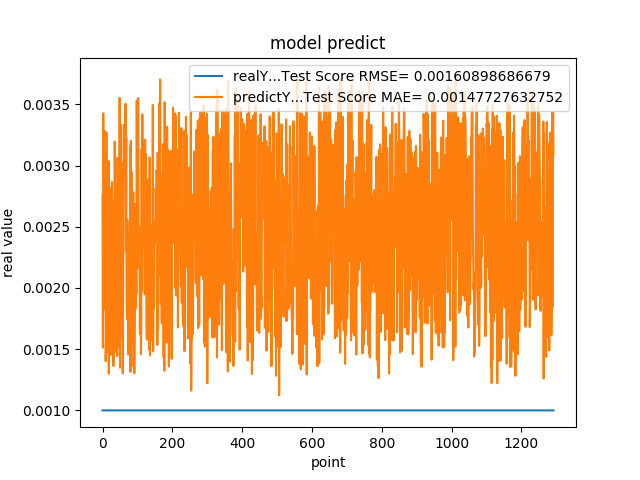 model predict
realY...Test Score RMSE= 0.00160898686679
predictY...Test Score MAE= 0.00147727632752
0.0035
0.0030
0.0025
0.0020
0.0015
0.0010
real value
0 200 400 600 800 1000 1200
point